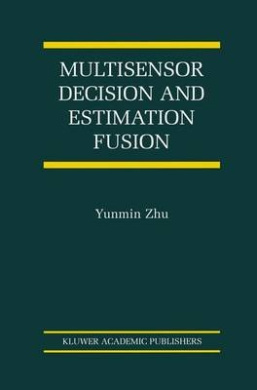 MULTISENSOR
DECISION AND
ESTIMATION
FUSION
Yunmin Zhu
KLUWER ACADEMIC PUBLISHERS